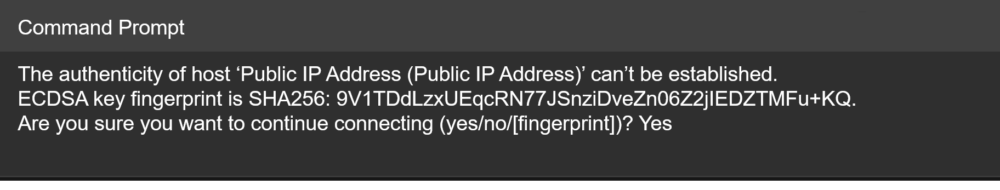 Command Prompt
The authenticity of host ‘Public IP Address (Public IP Address)’ can’t be established.
ECDSA key fingerprint is SHA256: 9V1TDdLzxUEqcRN77JSnziDveZn06Z2jIEDZTMFu+KQ.
Are you sure you want to continue connecting (yes/no/[fingerprint])? Yes